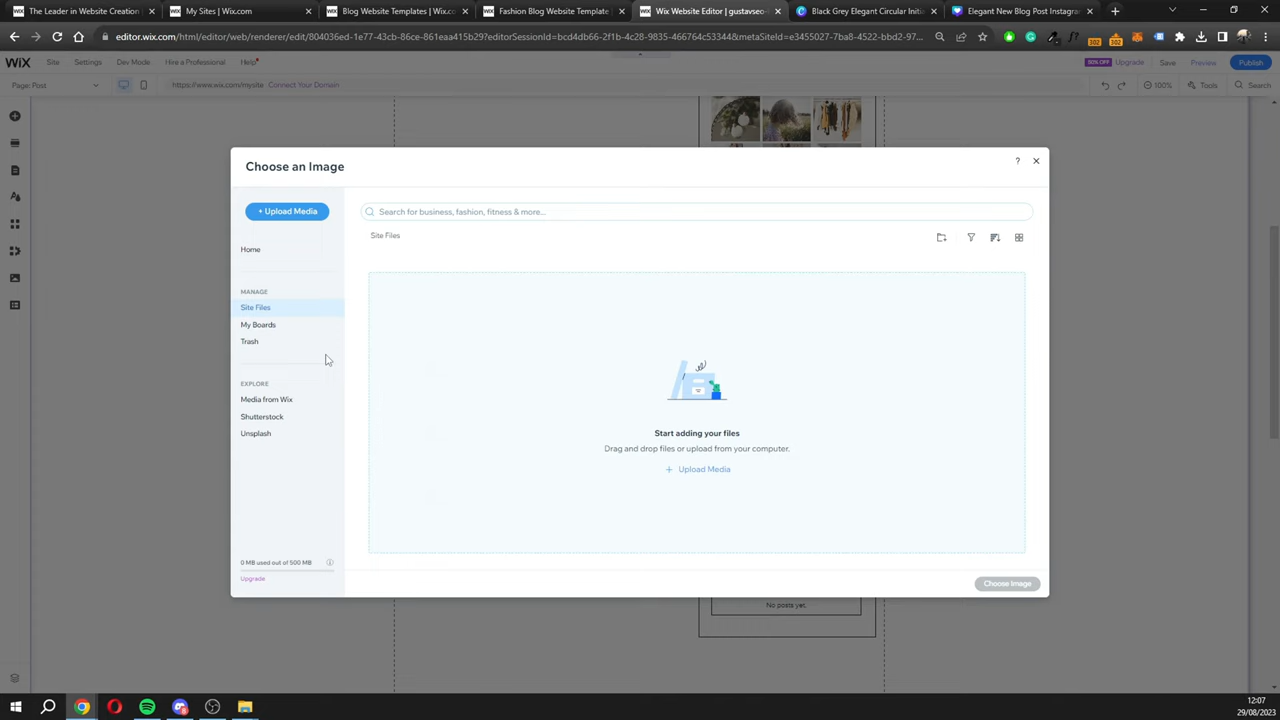 The Leader in Website Creation
My Sites | Wix.com
Blog Website Templates | Wix.c
Fashion Blog Website Template
Wix Website Editor | gustavseo
Black Grey Elegant Circular Initi
Elegant New Blog Post Instagra
editor.wix.com/html/editor/web/renderer/edit/804036ed-1e77-43cb-86ce-861eaa415b29?editorSessionId=bcd4db66-2f1b-4c28-9835-466764c53344&metaSiteId=e3455027-7ba8-4522-bbd2-97...
302
302
WIX
Site
Settings
Dev Mode
Hire a Professional
Help
50% OFF
Upgrade
Save
Preview
Publish
Page: Post
https://www.wix.com/mysite
Connect Your Domain
100%
Tools
Search
Choose an Image
?
+ Upload Media
Search for business, fashion, fitness & more...
Site Files
Home
MANAGE
Site Files
My Boards
Trash
EXPLORE
Media from Wix
Shutterstock
Unsplash
Start adding your files
Drag and drop files or upload from your computer.
+ Upload Media
0 MB used out of 500 MB
Upgrade
Choose Image
No posts yet.
12:07
29/08/2023